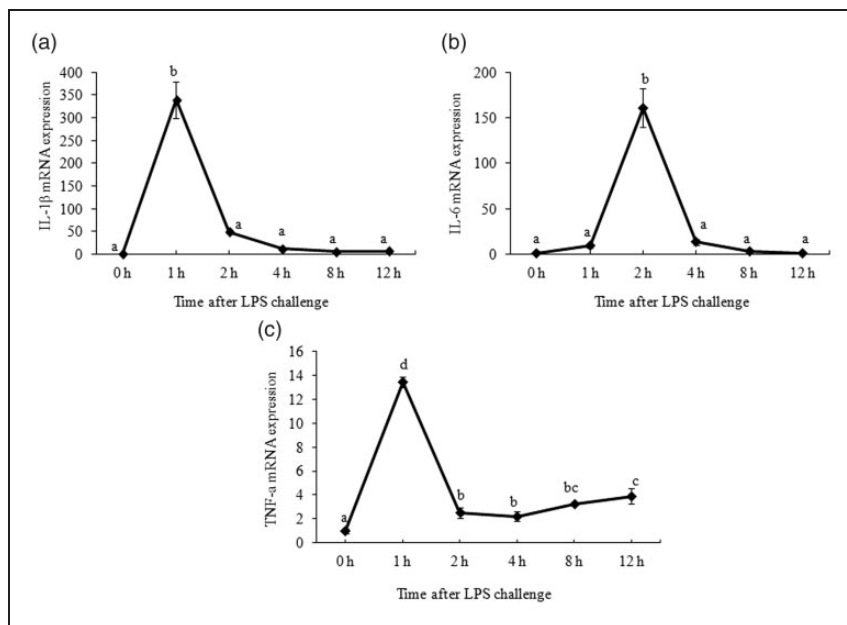 (a)
400
350
300
250
200
150
100
50
0
IL-1β mRNA expression
a
b
a
a
a
a
0 h
1 h
2 h
4 h
8 h
12 h
Time after LPS challenge
(b)
200
150
100
50
0
IL-6 mRNA expression
a
a
b
a
a
a
0 h
1 h
2 h
4 h
8 h
12 h
Time after LPS challenge
(c)
16
14
12
10
8
6
4
2
0
TNF-a mRNA expression
a
d
b
b
bc
c
0 h
1 h
2 h
4 h
8 h
12 h
Time after LPS challenge